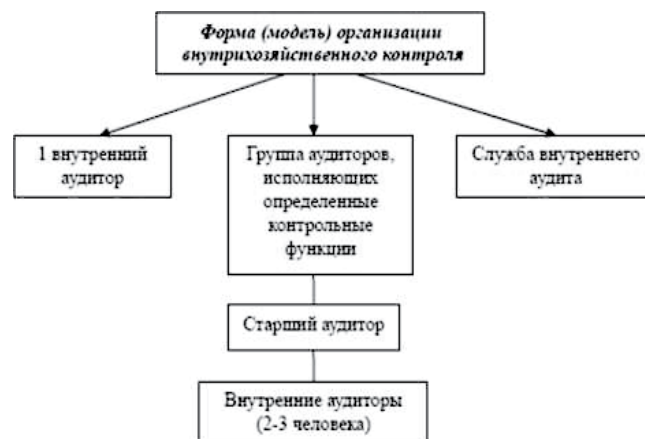 Форма (модель) организации
внутрихозяйственного контроля
1 внутренний
аудитор
Группа аудиторов,
исполняющих
определенные
контрольные
функции
Служба внутреннего
аудита
Старший аудитор
Внутренние аудиторы
(2-3 человека)